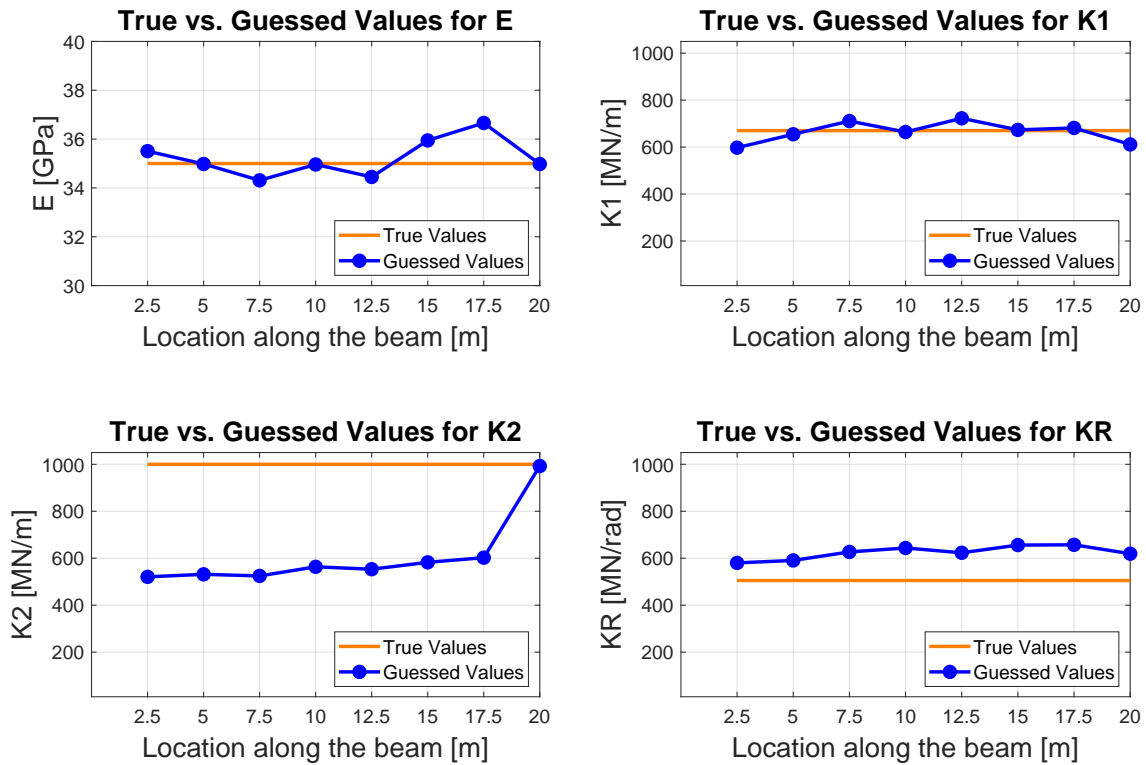 True vs. Guessed Values for E
40
38
36
34
32
30
E [GPa]
True Values
Guessed Values
2.5 5 7.5 10 12.5 15 17.5 20
Location along the beam [m]
True vs. Guessed Values for K1
1000
800
600
400
200
K1 [MN/m]
True Values
Guessed Values
2.5 5 7.5 10 12.5 15 17.5 20
Location along the beam [m]
True vs. Guessed Values for K2
1000
800
600
400
200
K2 [MN/m]
True Values
Guessed Values
2.5 5 7.5 10 12.5 15 17.5 20
Location along the beam [m]
True vs. Guessed Values for KR
1000
800
600
400
200
KR [MN/rad]
True Values
Guessed Values
2.5 5 7.5 10 12.5 15 17.5 20
Location along the beam [m]